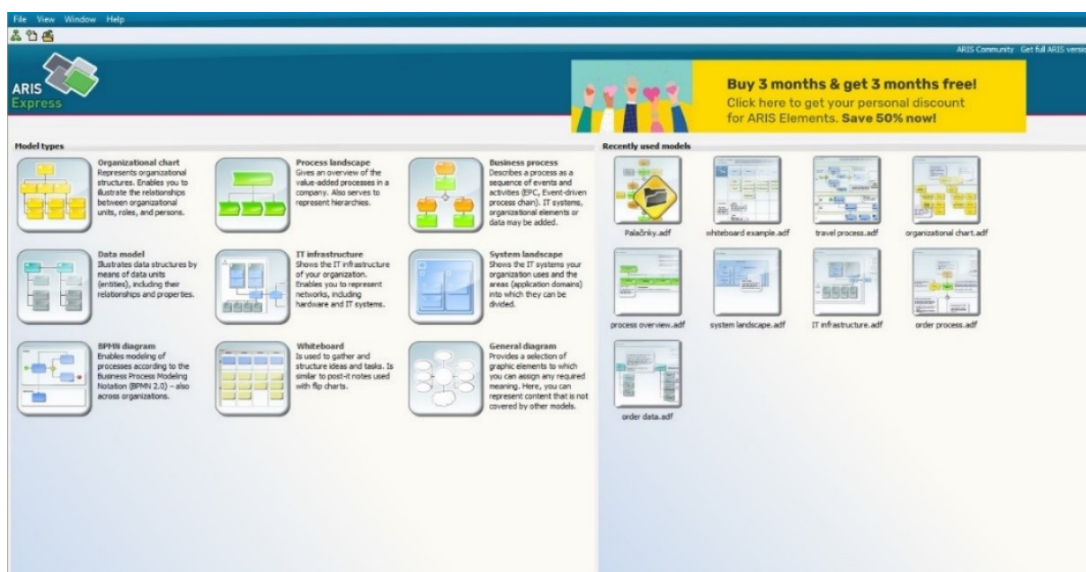 File View Window Help
ARIS Community Get full ARIS versi
ARIS
Express
Buy 3 months & get 3 months free!
Click here to get your personal discount
for ARIS Elements. Save 50% now!
Model types
Organizational chart
Represents organizational
structures. Enables you to
illustrate the relationships
between organizational
units, roles, and persons.
Process landscape
Gives an overview of the
value-added processes in a
company. Also serves to
represent hierarchies.
Business process
Describes a process as a
sequence of events and
activities (EPC, Event-driven
process chain). IT systems,
organizational elements or
data may be added.
Data model
Illustrates data structures by
means of data units
(entities), including their
relationships and properties.
IT infrastructure
Shows the IT infrastructure
of your organization.
Enables you to represent
networks, including
hardware and IT systems.
System landscape
Shows the IT systems your
organization uses and the
areas (application domains)
into which they can be
divided.
BPMN diagram
Enables modeling of
processes according to the
Business Process Modeling
Notation (BPMN 2.0) – also
across organizations.
Whiteboard
Is used to gather and
structure ideas and tasks. Is
similar to post-it notes used
with flip charts.
General diagram
Provides a selection of
graphic elements to which
you can assign any required
meaning. Here, you can
represent content that is not
covered by other models.
Recently used models
Palačinky.adf
whiteboard example.adf
travel process.adf
organizational chart.adf
process overview.adf
system landscape.adf
IT infrastructure.adf
order process.adf
order data.adf